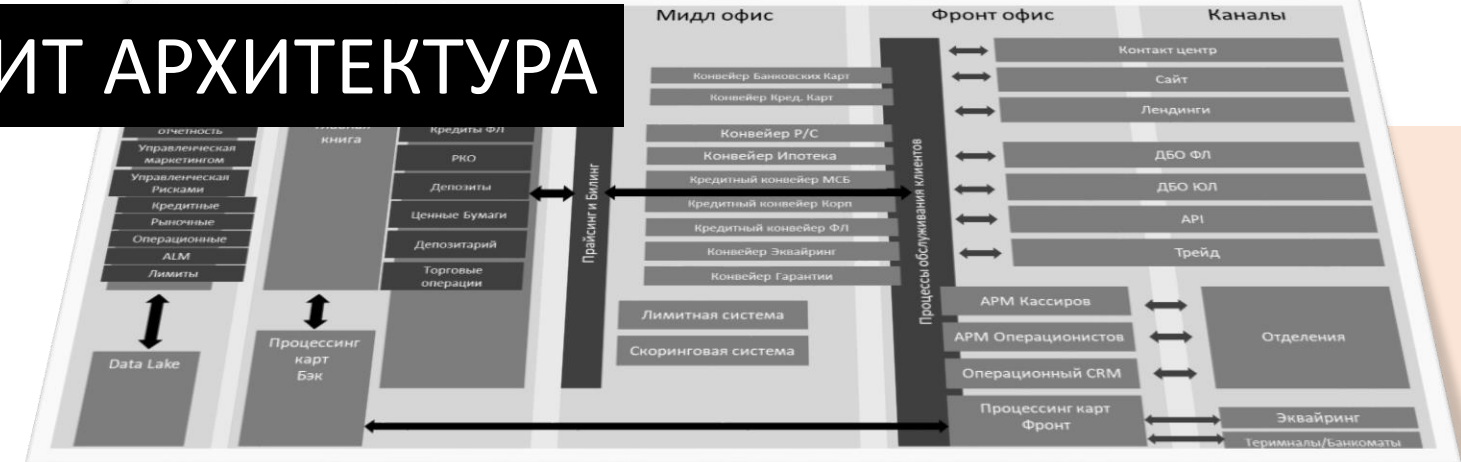 ИТ АРХИТЕКТУРА
Мидл офис
Фронт офис
Каналы
отчетность
Управленческая
маркетингом
Управленческая
Рисками
Кредитные
Рыночные
Операционные
ALM
Лимиты
Data Lake
Главная
книга
Процессинг
карт
Бэк
Кредиты ФЛ
РКО
Депозиты
Ценные Бумаги
Депозитарий
Торговые
операции
Прайсинг и Билинг
Конвейер Банковских Карт
Конвейер Кред. Карт
Конвейер Р/С
Конвейер Ипотека
Кредитный конвейер МСБ
Кредитный конвейер Корп
Кредитный конвейер ФЛ
Конвейер Эквайринг
Конвейер Гарантии
Лимитная система
Скоринговая система
Процессы обслуживания клиентов
Контакт центр
Сайт
Лендинги
ДБО ФЛ
ДБО ЮЛ
API
Трейд
АРМ Кассиров
АРМ Операционистов
Операционный CRM
Процессинг карт
Фронт
Отделения
Эквайринг
Теримналы/Банкоматы